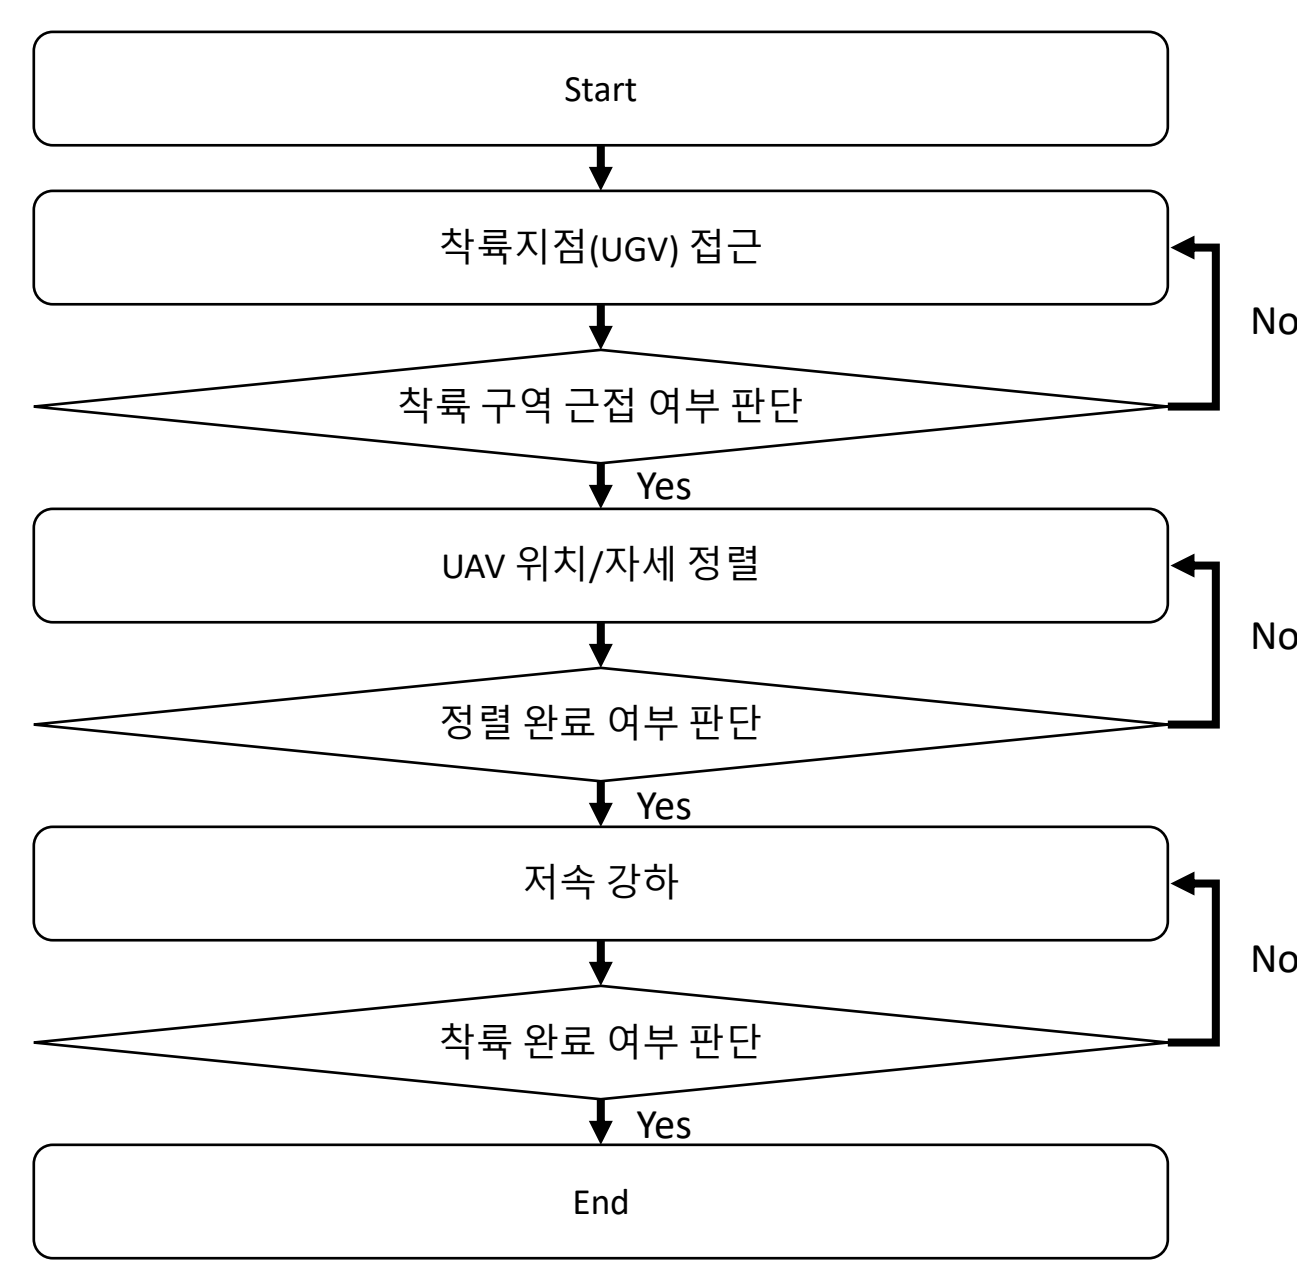 Start
착륙지점(UGV) 접근
No
착륙 구역 근접 여부 판단
Yes
UAV 위치/자세 정렬
No
정렬 완료 여부 판단
Yes
저속 강하
No
착륙 완료 여부 판단
Yes
End